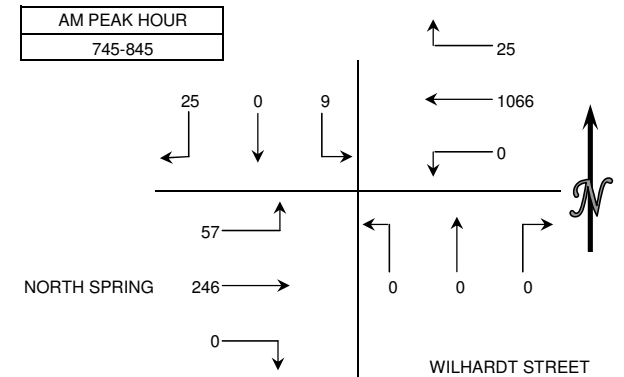 AM PEAK HOUR
745-845
25
25 0 9
1066
0
57
NORTH SPRING 246
0 0 0
0
WILHARDT STREET
N